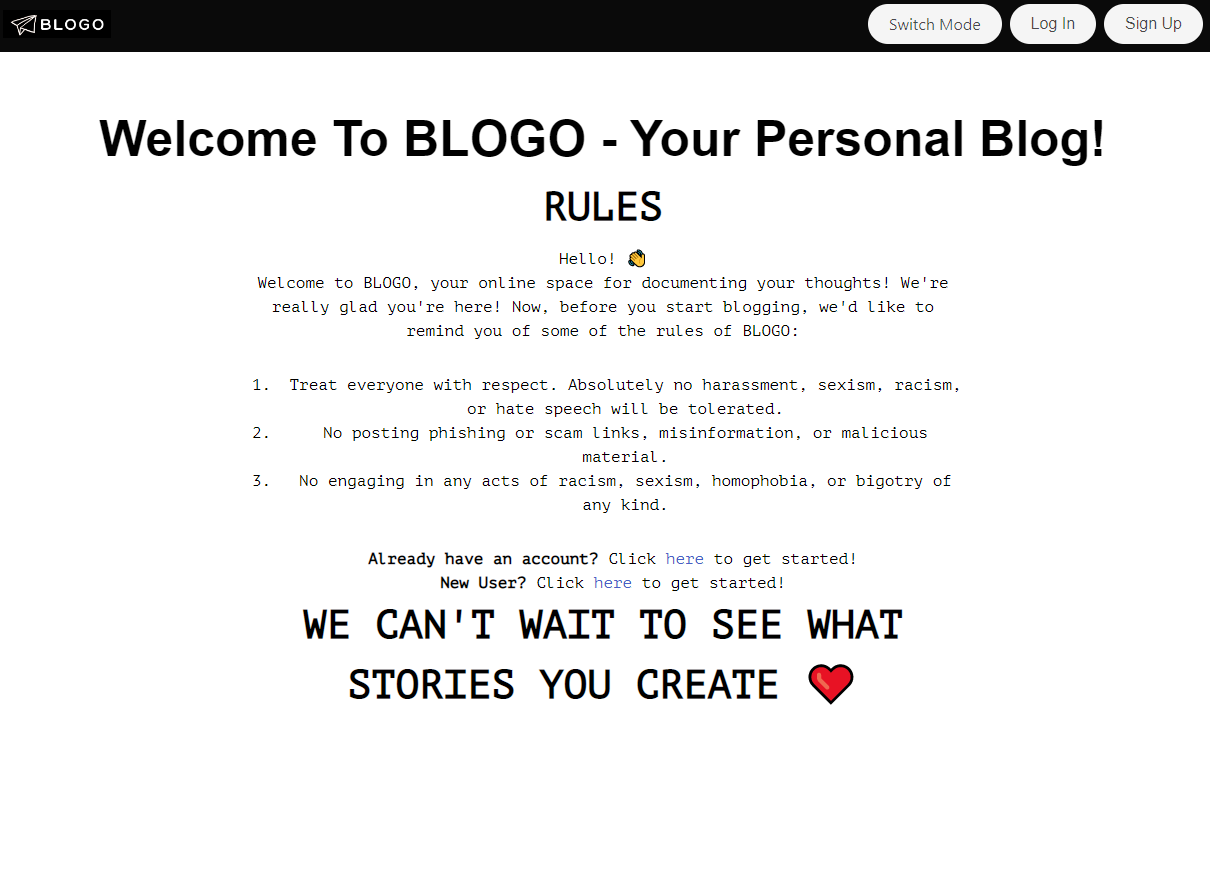 BLOGO
Switch Mode
Log In
Sign Up
Welcome To BLOGO - Your Personal Blog!
RULES
Hello! 👋
Welcome to BLOGO, your online space for documenting your thoughts! We're
really glad you're here! Now, before you start blogging, we'd like to
remind you of some of the rules of BLOGO:
1. Treat everyone with respect. Absolutely no harassment, sexism, racism,
or hate speech will be tolerated.
2. No posting phishing or scam links, misinformation, or malicious
material.
3. No engaging in any acts of racism, sexism, homophobia, or bigotry of
any kind.
Already have an account? Click here to get started!
New User? Click here to get started!
WE CAN'T WAIT TO SEE WHAT
STORIES YOU CREATE ❤️